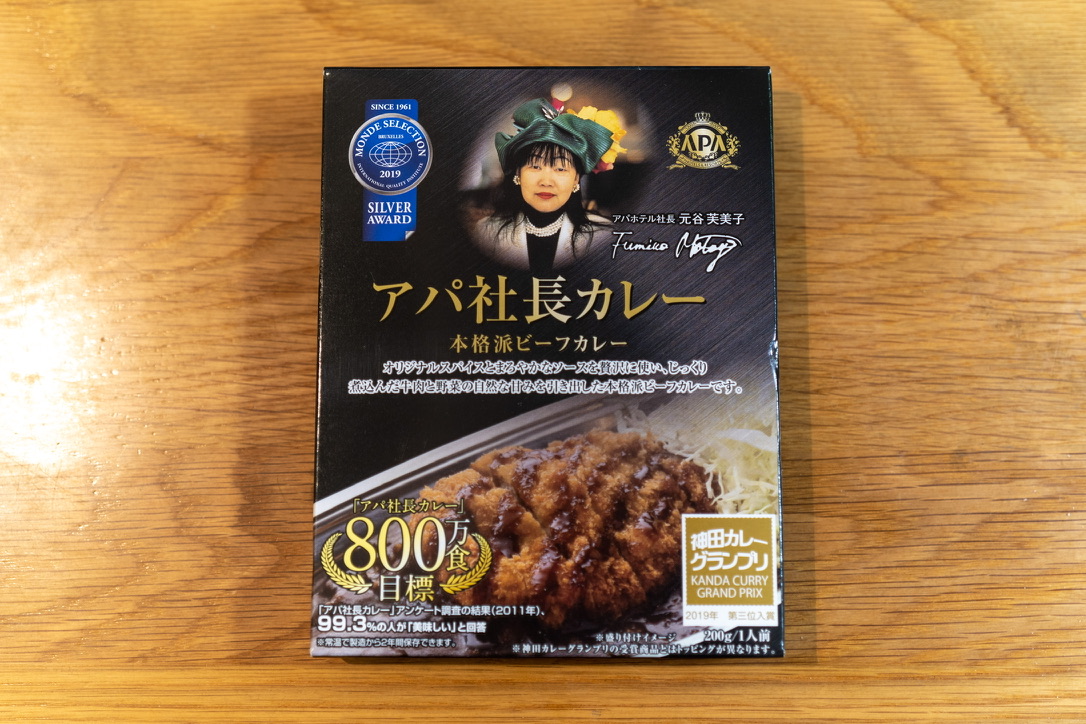 SINCE 1961
MONDE SELECTION
BRUXELLES
2019
INTERNATIONAL QUALITY INSTITUTE
SILVER
AWARD
APA
アパホテル社長 元谷 芙美子
Fumiko Motoya
アパ社長カレー
本格派ビーフカレー
オリジナルスパイスとまろやかなソースを贅沢に使い、じっくり
煮込んだ牛肉と野菜の自然な甘みを引き出した本格派ビーフカレーです。
「アパ社長カレー」
800万食
目標
「アパ社長カレー」アンケート調査の結果(2011年)、
99.3%の人が「美味しい」と回答
※常温で製造から2年間保存できます。
神田カレー
グランプリ
KANDA CURRY
GRAND PRIX
2019年 第三位入賞
※盛り付けイメージ 200g/1人前
※神田カレーグランプリの受賞商品とはトッピングが異なります。